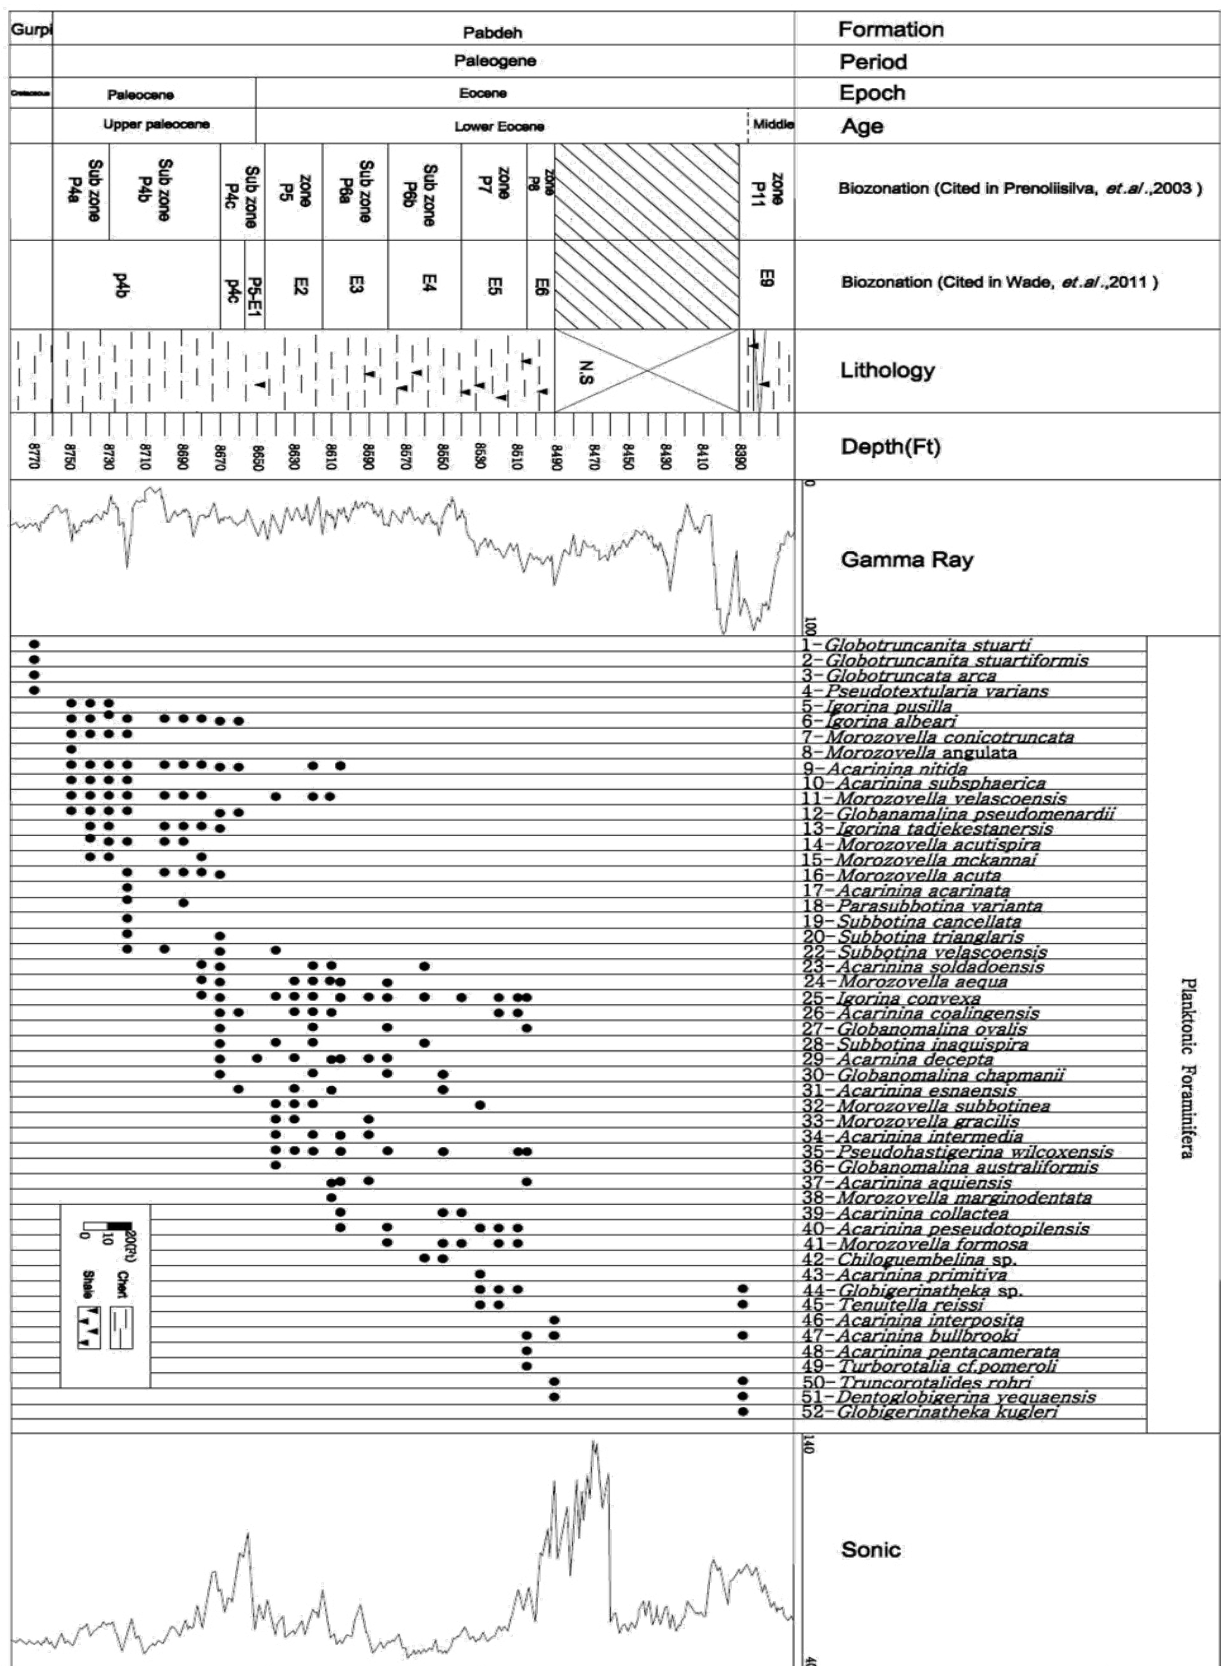 Gurpi Pabdeh Formation
Paleogene Period
Cretaceous Paleocene Eocene Epoch
Upper paleocene Lower Eocene Middle Age
Sub zone P4a Sub zone P4b Sub zone P4c zone P5 Sub zone P6a Sub zone P6b zone P7 zone P8 zone P11 Biozonation (Cited in Prenoliisilva, et.al.,2003 )
p4b p4c P5-E1 E2 E3 E4 E5 E6 E9 Biozonation (Cited in Wade, et.al.,2011 )
N.S Lithology
8770 8750 8730 8710 8690 8670 8650 8630 8610 8590 8570 8550 8530 8510 8490 8470 8450 8430 8410 8390 Depth(Ft)
0
Gamma Ray
100
1-Globotruncanita stuarti
2-Globotruncanita stuartiformis
3-Globotruncata arca
4-Pseudotextularia varians
5-Igorina pusilla
6-Igorina albeari
7-Morozovella conicotruncata
8-Morozovella angulata
9-Acarinina nitida
10-Acarinina subsphaerica
11-Morozovella velascoensis
12-Globanamalina pseudomenardii
13-Igorina tadjekestanersis
14-Morozovella acutispira
15-Morozovella mckannai
16-Morozovella acuta
17-Acarinina acarinata
18-Parasubbotina varianta
19-Subbotina cancellata
20-Subbotina trianglaris
22-Subbotina velascoensis
23-Acarinina soldadoensis
24-Morozovella aequa
25-Igorina convexa
26-Acarinina coalingensis
27-Globanomalina ovalis
28-Subbotina inaquispira
29-Acarnina decepta
30-Globanomalina chapmanii
31-Acarinina esnaensis
32-Morozovella subbotinea
33-Morozovella gracilis
34-Acarinina intermedia
35-Pseudohastigerina wilcoxensis
36-Globanomalina australiformis
37-Acarinina aquiensis
38-Morozovella marginodentata
39-Acarinina collactea
40-Acarinina peseudotopilensis
41-Morozovella formosa
42-Chiloguembelina sp.
43-Acarinina primitiva
44-Globigerinatheka sp.
45-Tenuitella reissi
46-Acarinina interposita
47-Acarinina bullbrooki
48-Acarinina pentacamerata
49-Turborotalia cf.pomeroli
50-Truncorotalides rohri
51-Dentoglobigerina yequaensis
52-Globigerinatheka kugleri
Planktonic Foraminifera
20(Ft)
10
0
Chert
Shale
140
Sonic
40